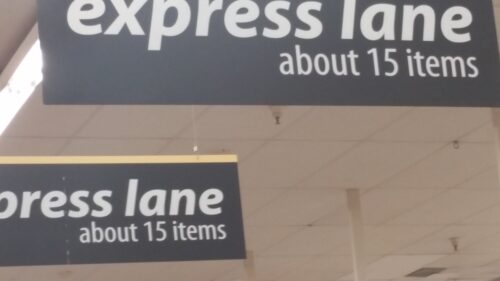 express lane
about 15 items
press lane
about 15 items